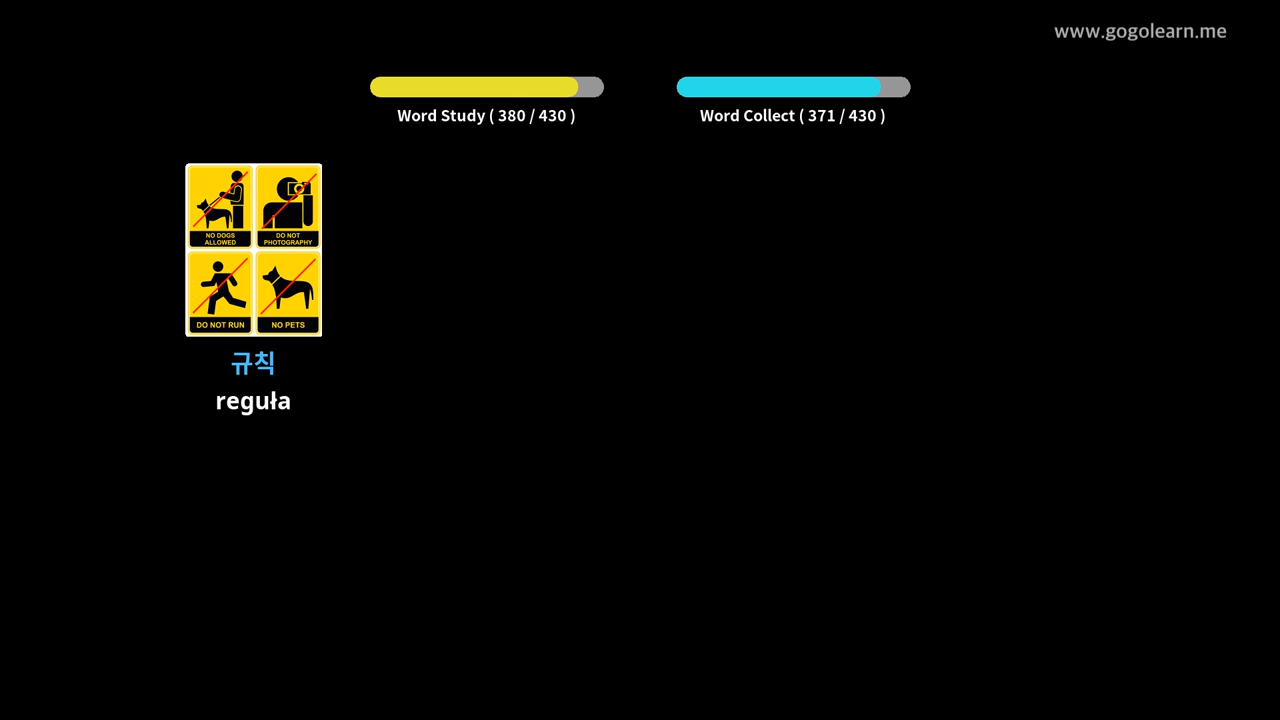 www.gogolearn.me
Word Study ( 380 / 430 )
Word Collect ( 371 / 430 )
NO DOGS
ALLOWED
DO NOT
PHOTOGRAPHY
DO NOT RUN
NO PETS
규칙
reguła